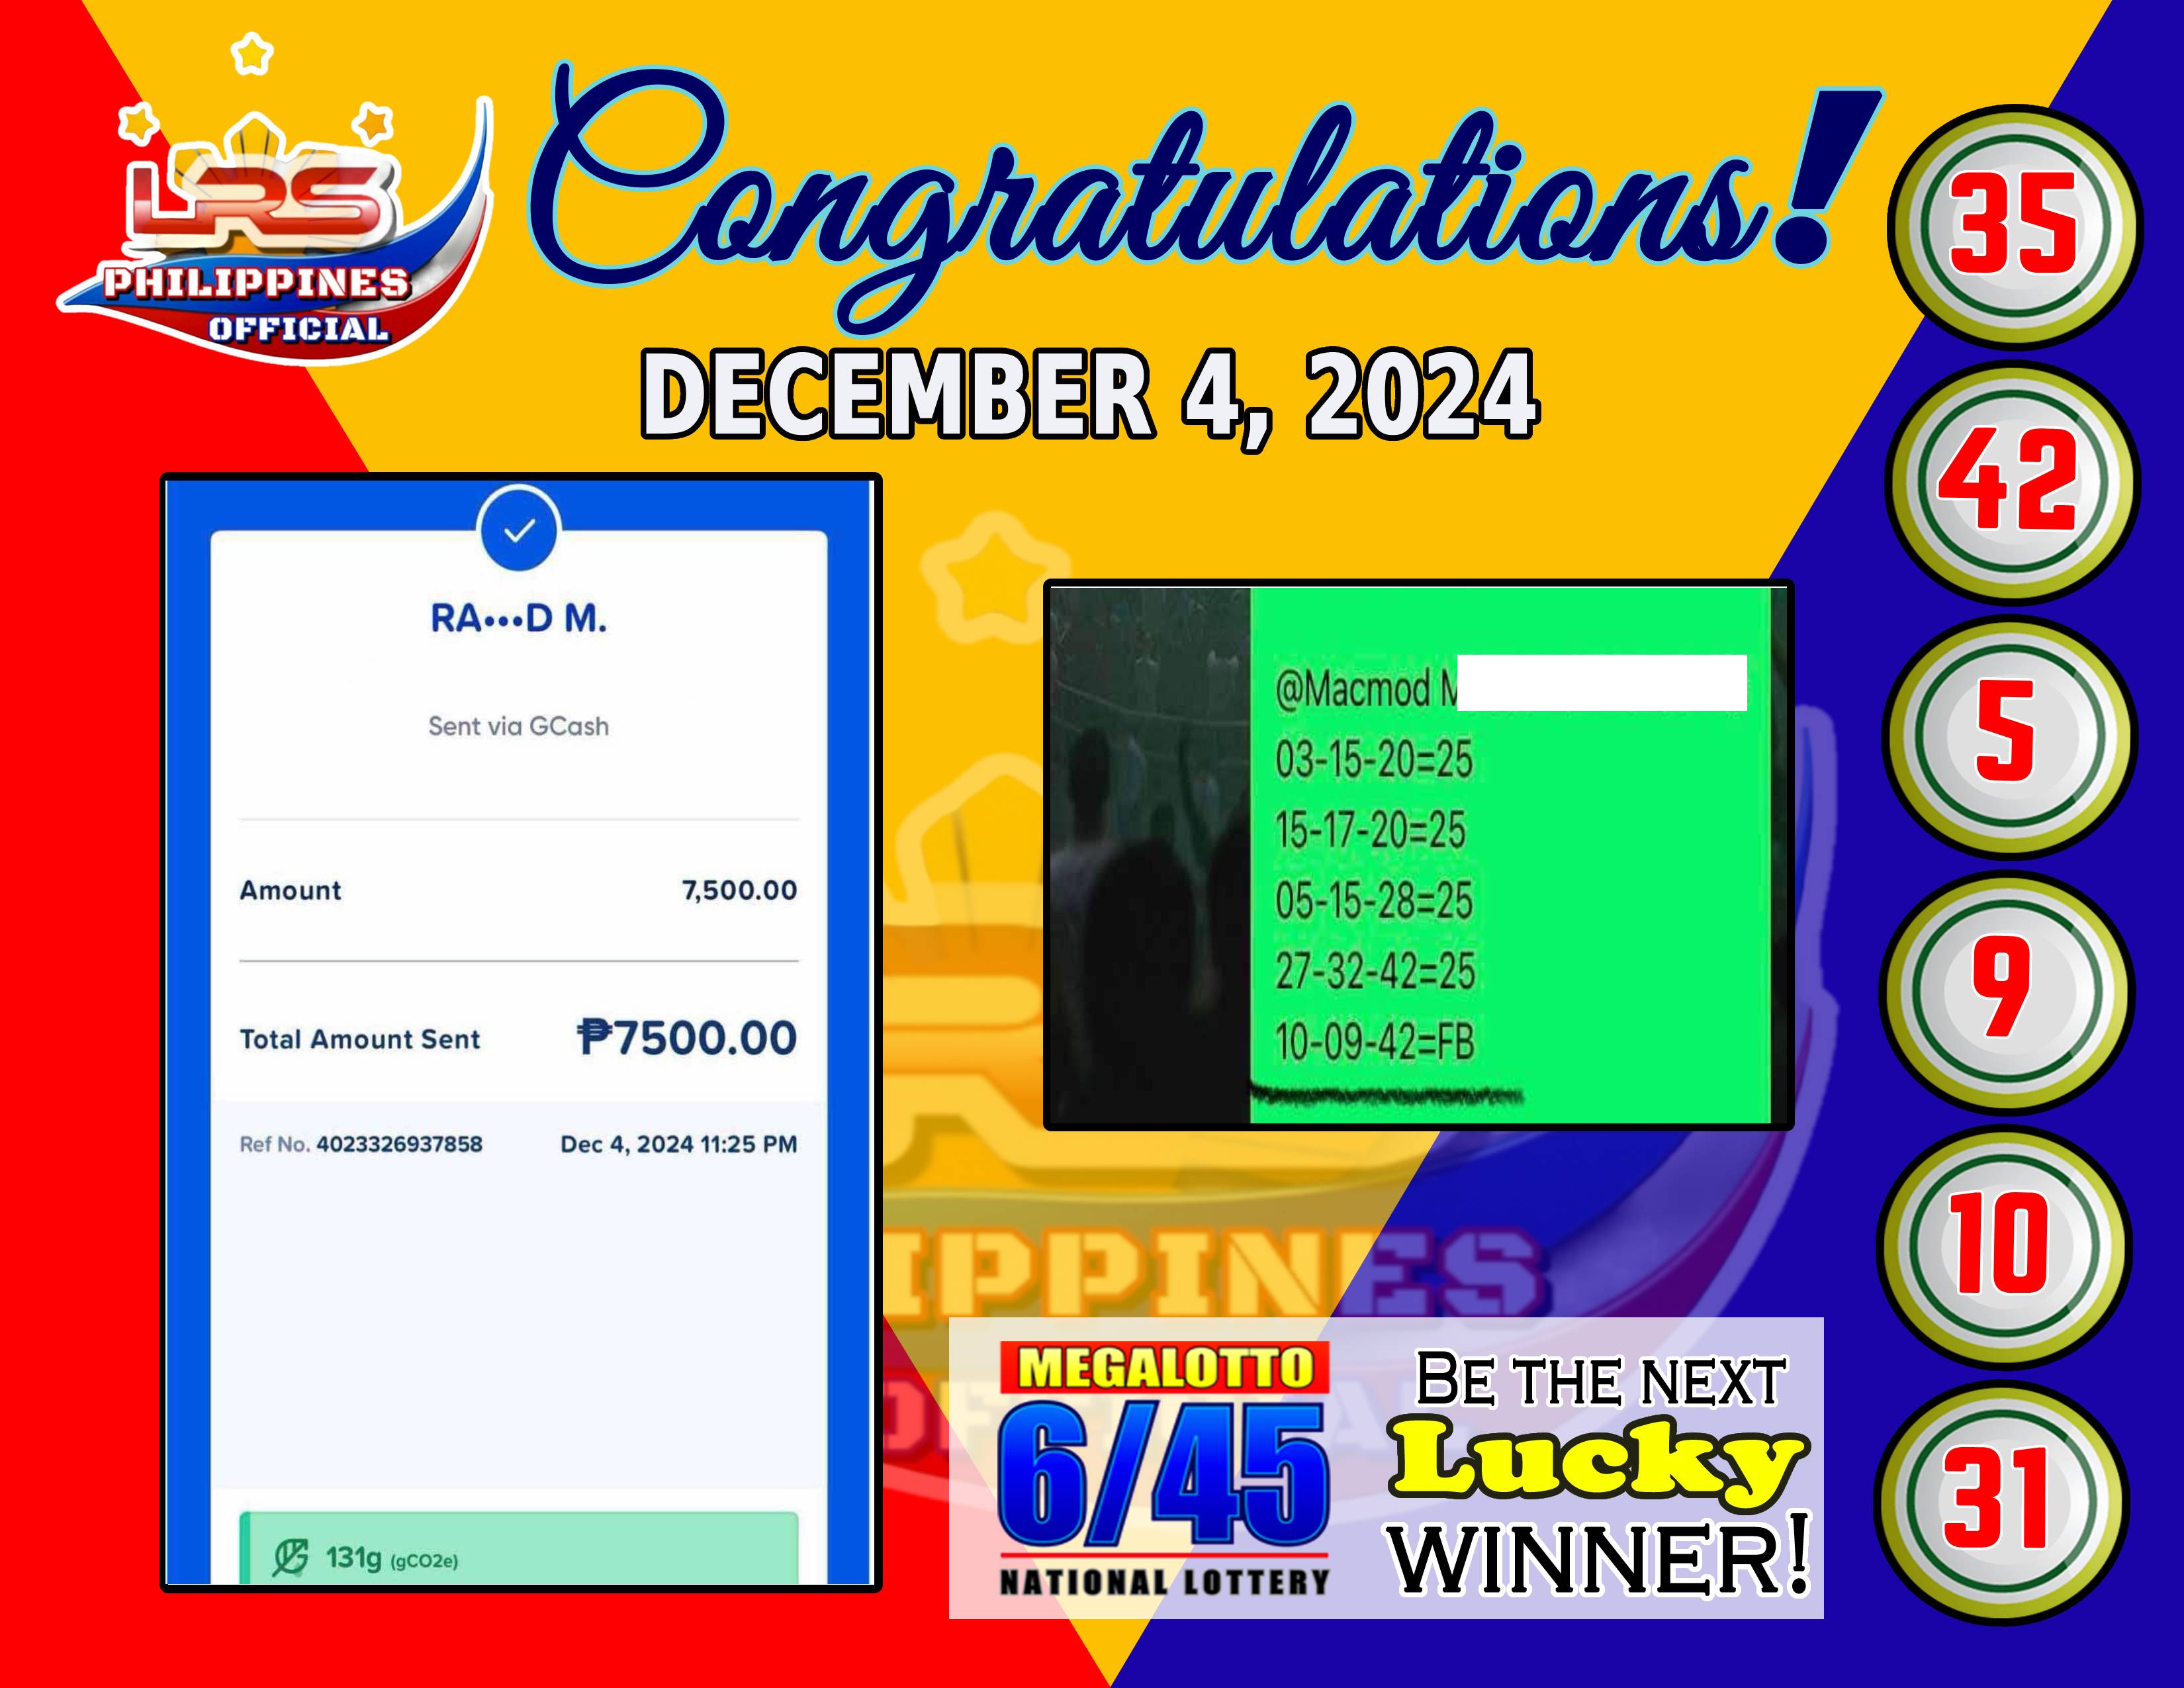 LRS
PHILIPPINES
OFFICIAL
Congratulations!
DECEMBER 4, 2024
RA•••D M.
Sent via GCash
Amount 7,500.00
Total Amount Sent ₱7500.00
Ref No. 4023326937858 Dec 4, 2024 11:25 PM
131g (gCO2e)
@Macmod M
03-15-20=25
15-17-20=25
05-15-28=25
27-32-42=25
10-09-42=FB
IPPINES
MEGALOTTO
6/45
NATIONAL LOTTERY
BE THE NEXT
Lucky
WINNER!
35
42
5
9
10
31